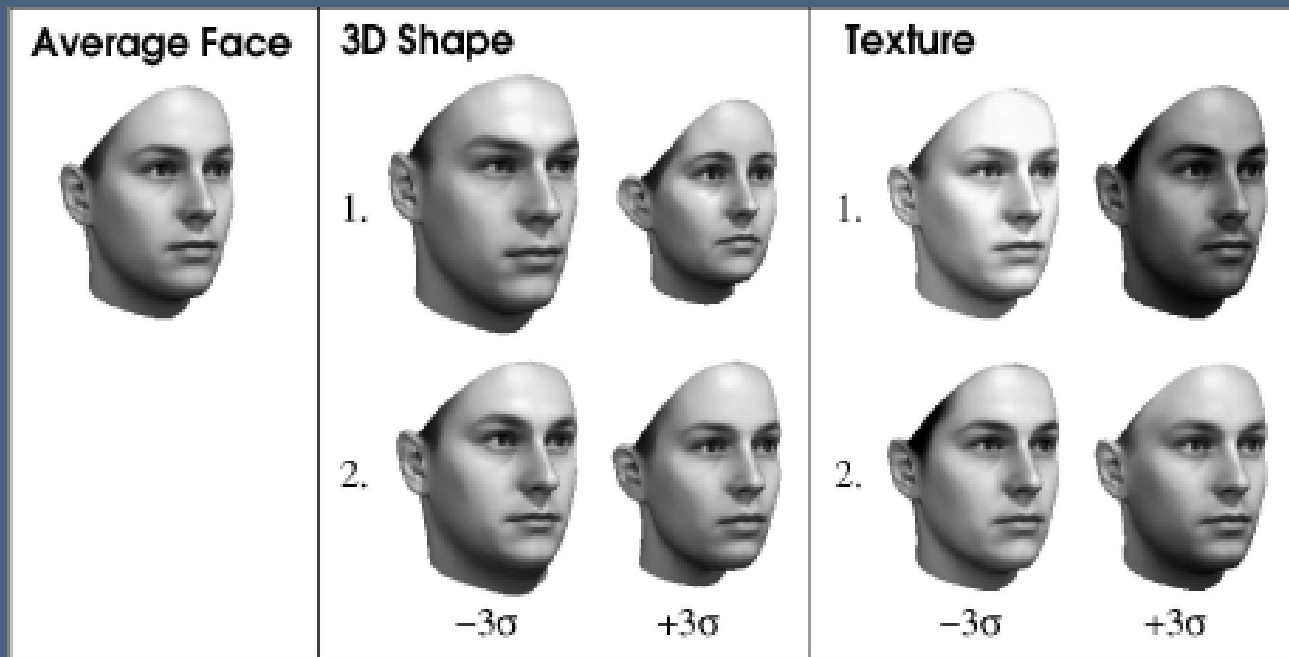 Average Face
3D Shape
Texture
1.
1.
2.
2.
−3σ
+3σ
−3σ
+3σ